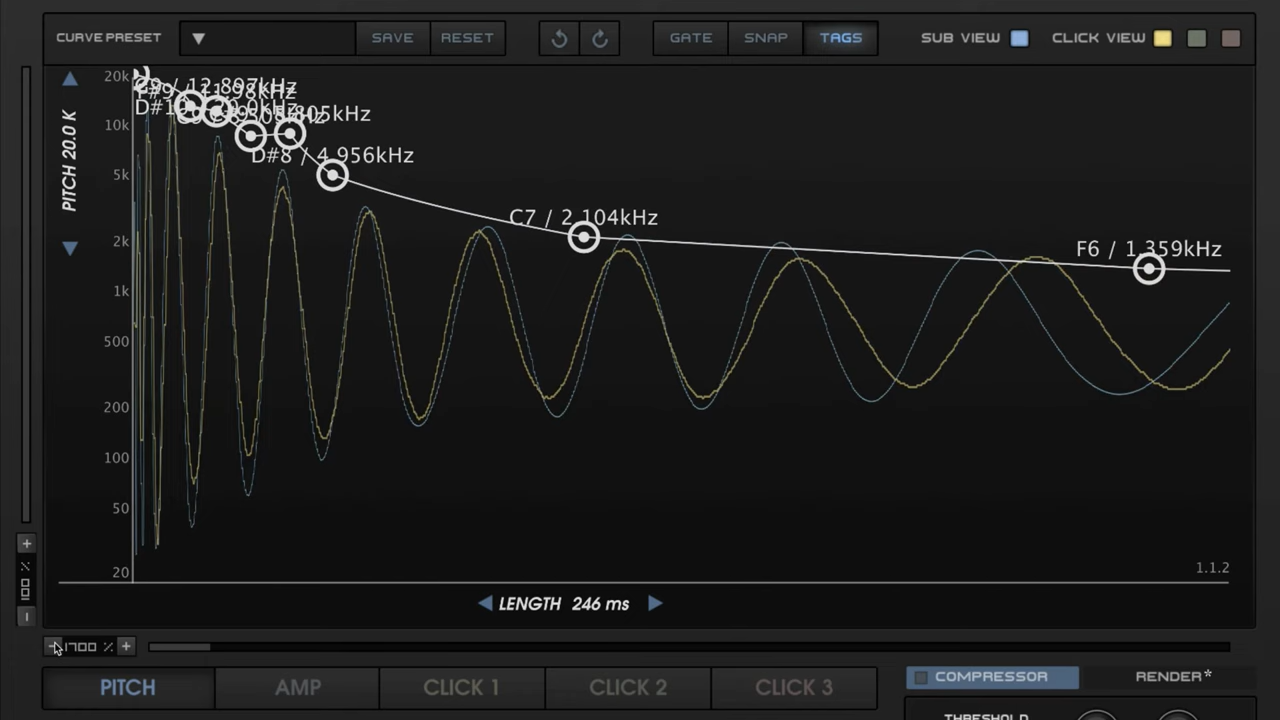 CURVE PRESET SAVE RESET GATE SNAP TAGS SUB VIEW CLICK VIEW
PITCH 20.0 K
20k
10k
5k
2k
1k
500
200
100
50
20
D#8 / 4.956kHz
C7 / 2.104kHz
F6 / 1.359kHz
1.1.2
LENGTH 246 ms
100 %
1700 %
PITCH AMP CLICK 1 CLICK 2 CLICK 3
COMPRESSOR RENDER*
THRESHOLD